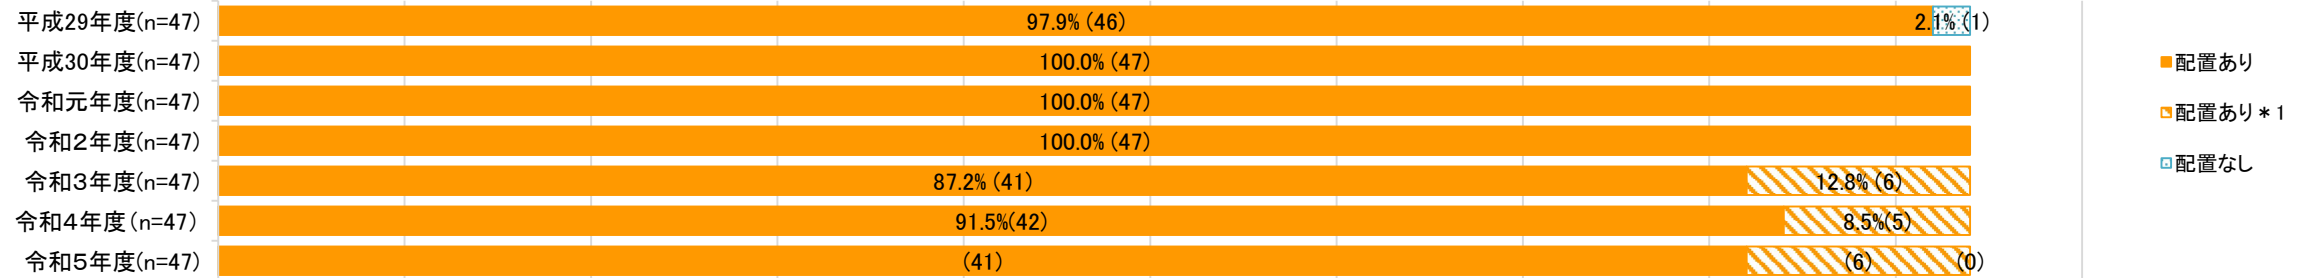 平成29年度(n=47) 97.9% (46) 2.1% (1)
平成30年度(n=47) 100.0% (47)
令和元年度(n=47) 100.0% (47)
令和２年度(n=47) 100.0% (47)
令和３年度(n=47) 87.2% (41) 12.8% (6)
令和４年度（n=47） 91.5%(42) 8.5%(5)
令和５年度(n=47) (41) (6) (0)
配置あり
配置あり＊1
配置なし